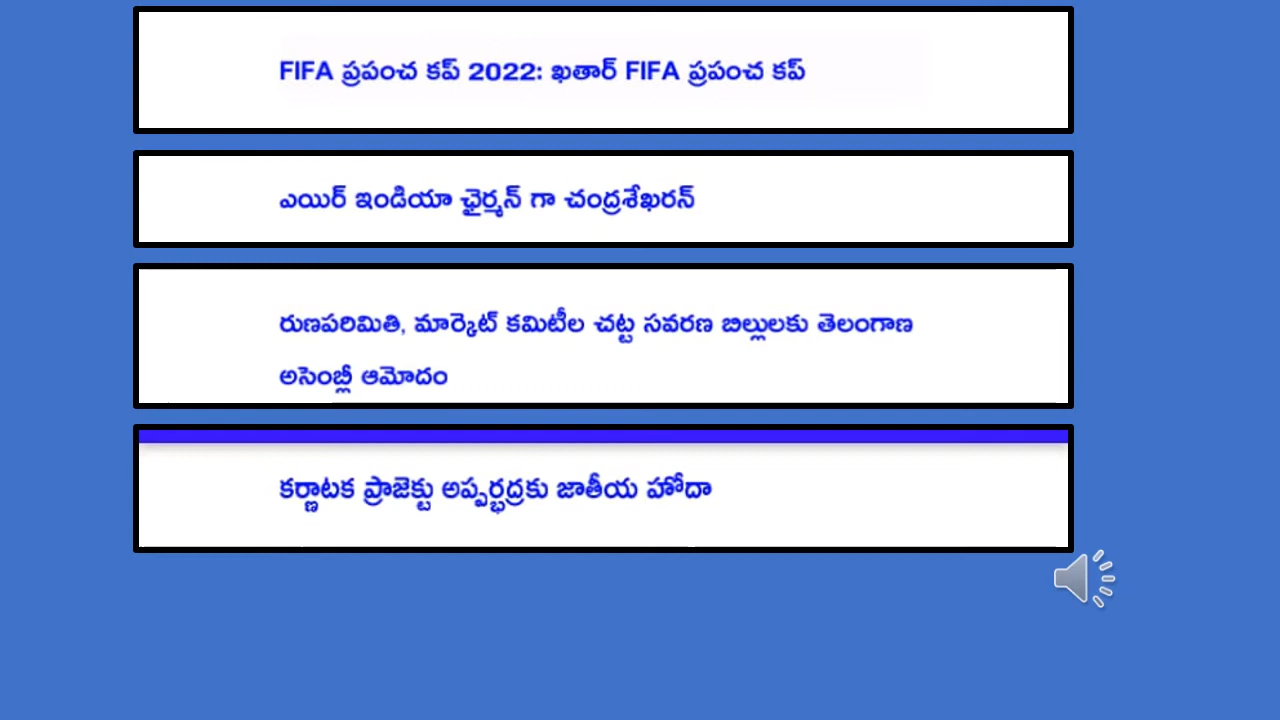 FIFA ప్రపంచ కప్ 2022: ఖతార్ FIFA ప్రపంచ కప్
ఎయిర్ ఇండియా ఛైర్మన్ గా చంద్రశేఖరన్
రుణపరిమితి, మార్కెట్ కమిటీల చట్ట సవరణ బిల్లులకు తెలంగాణ
అసెంబ్లీ ఆమోదం
కర్ణాటక ప్రాజెక్టు అప్పర్భద్రకు జాతీయ హోదా